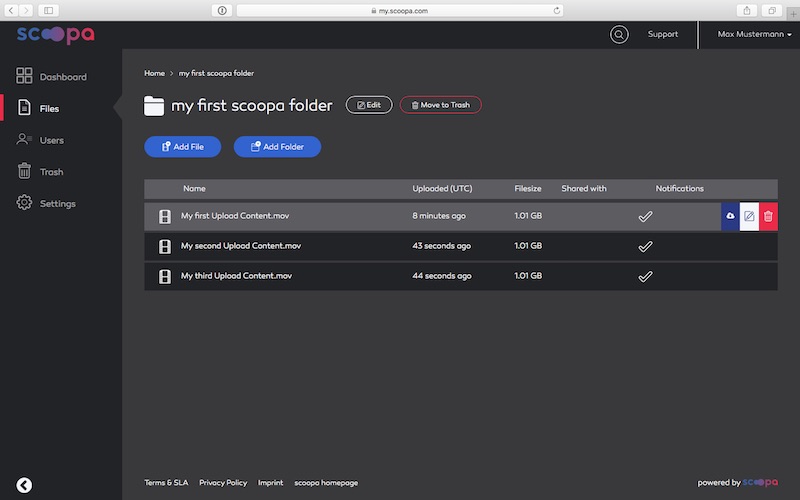 my.scoopa.com
scoopa
Support
Max Mustermann
Dashboard
Files
Users
Trash
Settings
Home > my first scoopa folder
my first scoopa folder
Edit
Move to Trash
Add File
Add Folder
Name Uploaded (UTC) Filesize Shared with Notifications
My first Upload Content.mov 8 minutes ago 1.01 GB
My second Upload Content.mov 43 seconds ago 1.01 GB
My third Upload Content.mov 44 seconds ago 1.01 GB
Terms & SLA Privacy Policy Imprint scoopa homepage
powered by scoopa